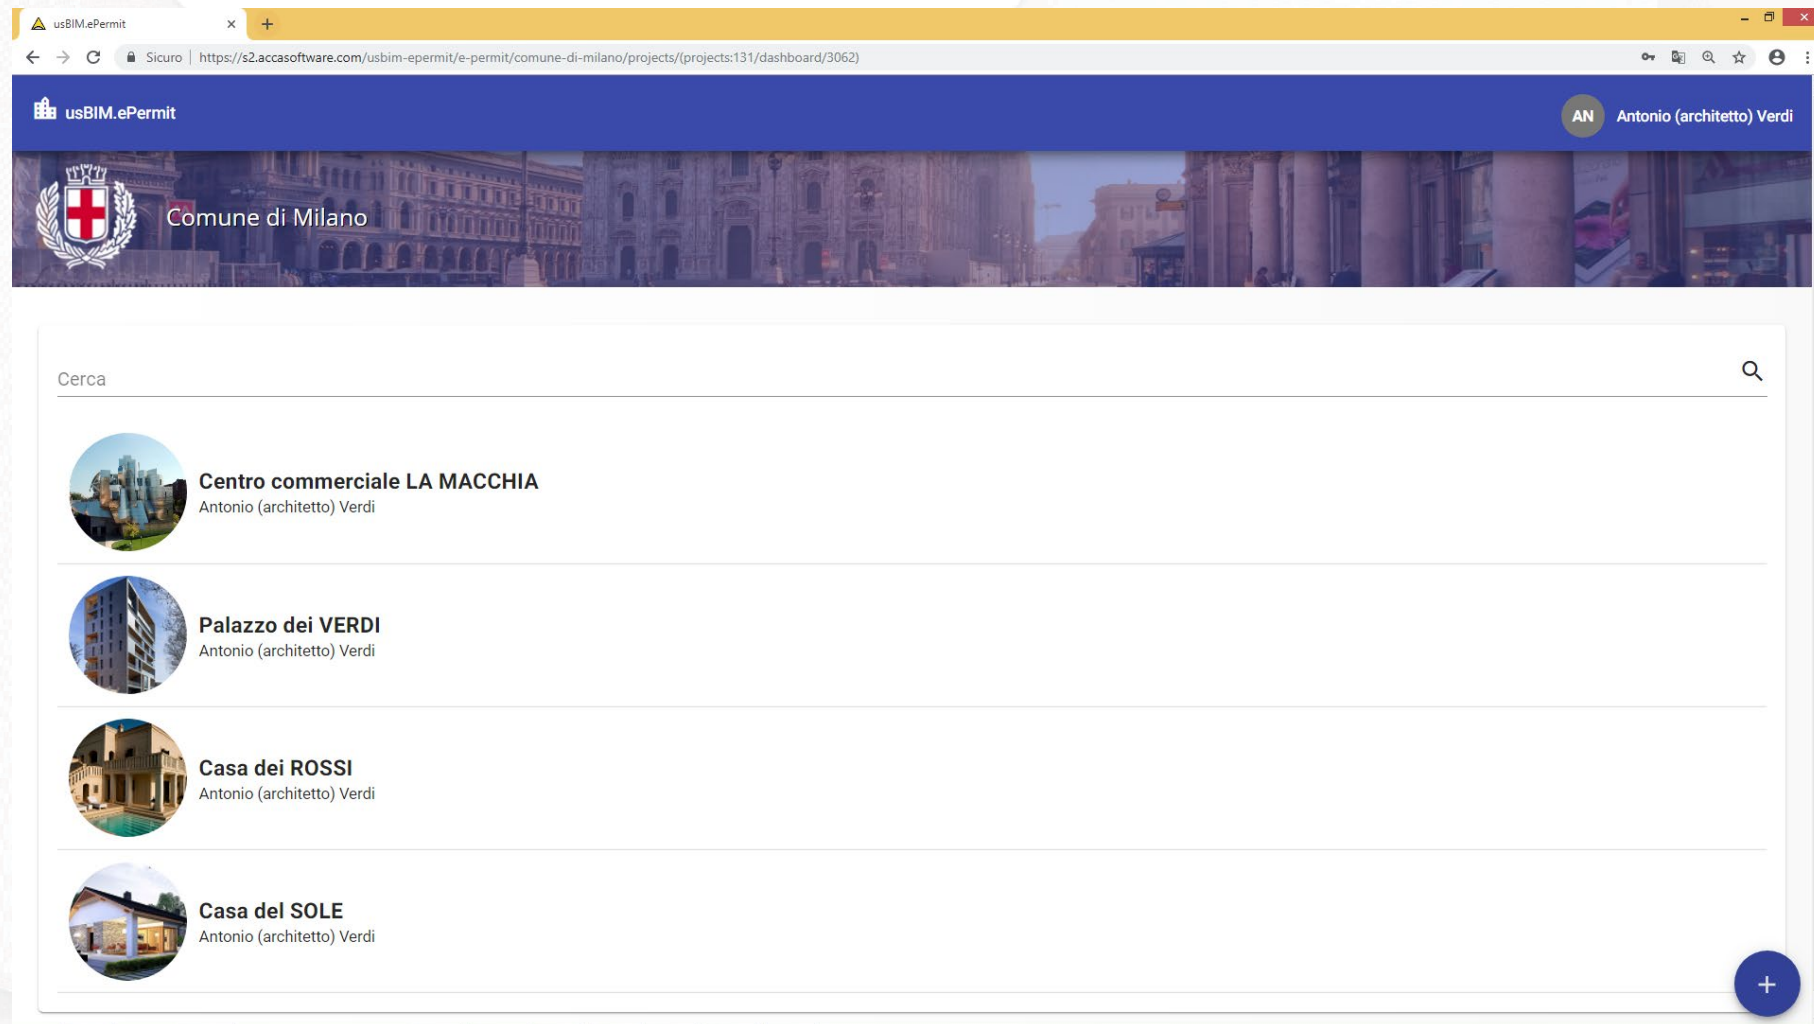 usBIM.ePermit
Sicuro | https://s2.accasoftware.com/usbim-epermit/e-permit/comune-di-milano/projects/(projects:131/dashboard/3062)
usBIM.ePermit
AN Antonio (architetto) Verdi
Comune di Milano
Cerca
Centro commerciale LA MACCHIA
Antonio (architetto) Verdi
Palazzo dei VERDI
Antonio (architetto) Verdi
Casa dei ROSSI
Antonio (architetto) Verdi
Casa del SOLE
Antonio (architetto) Verdi